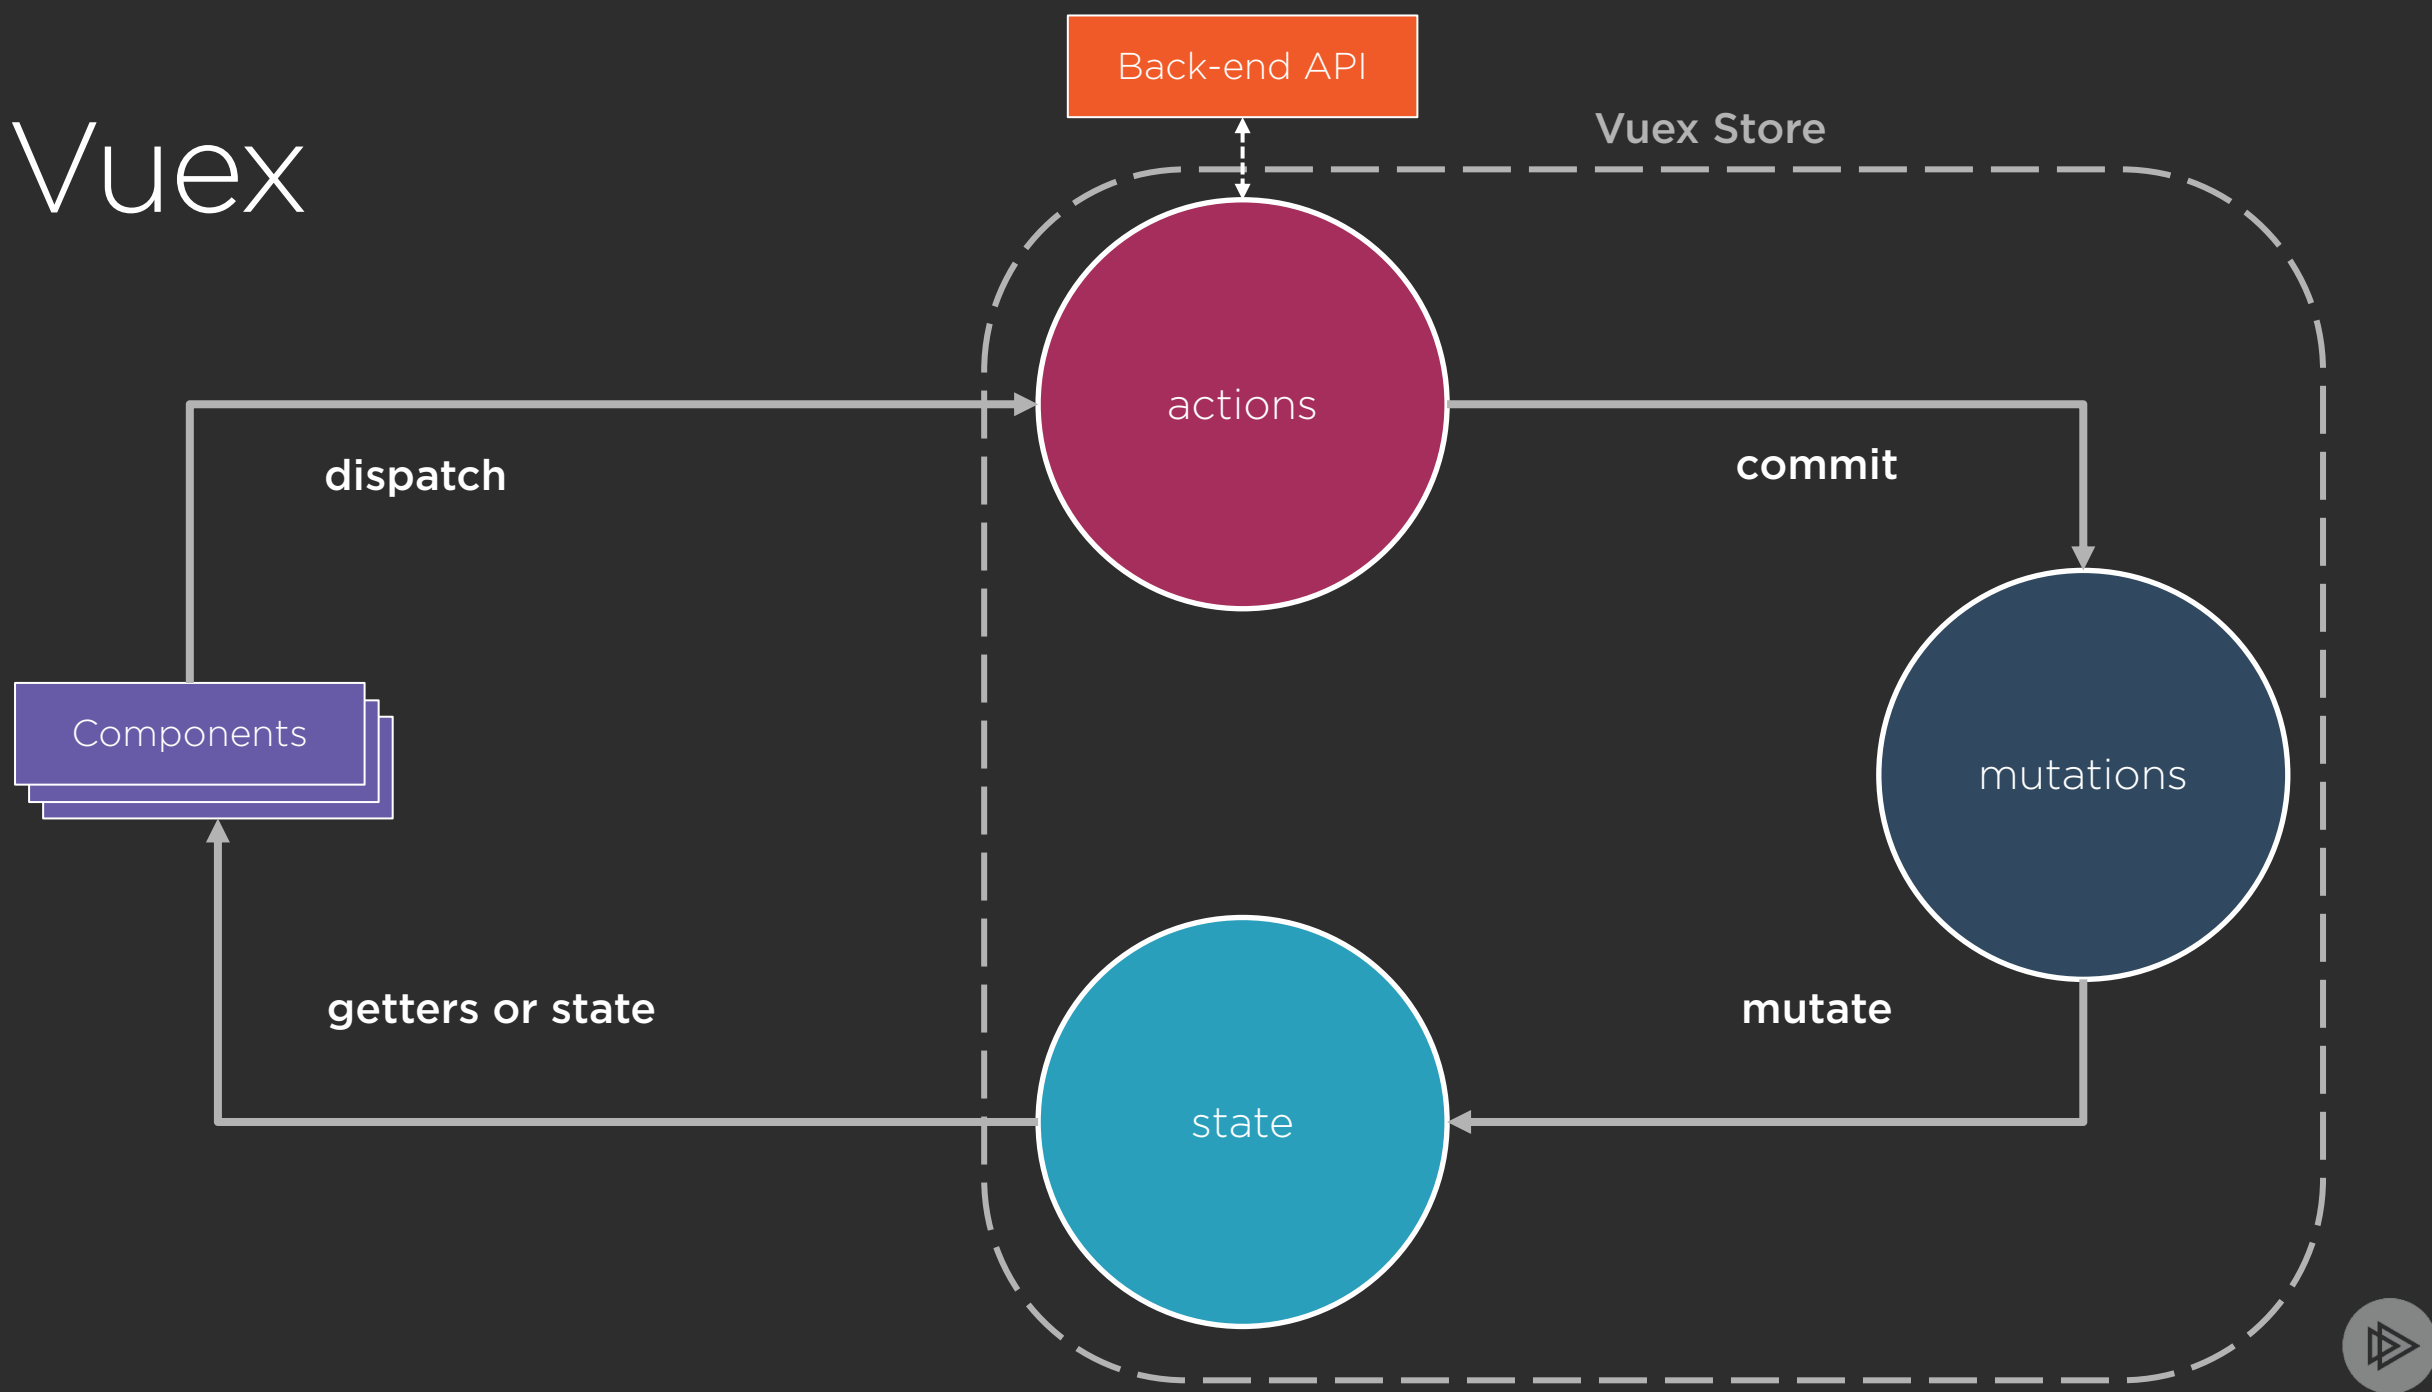 Back-end API
Vuex Store
Vuex
actions
dispatch
commit
Components
mutations
getters or state
mutate
state